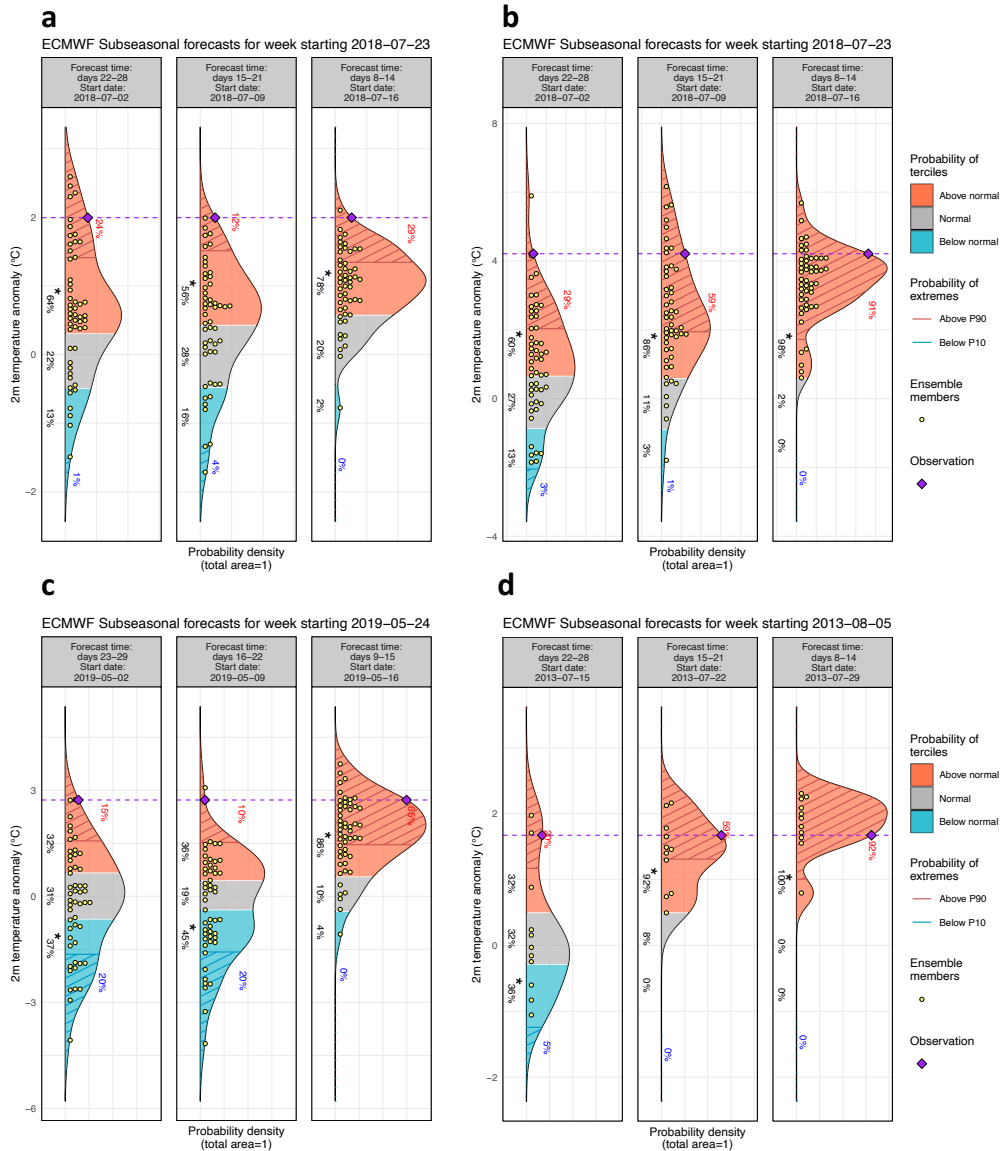 a
ECMWF Subseasonal forecasts for week starting 2018−07−23
Forecast time:
days 22−28
Start date:
2018−07−02
Forecast time:
days 15−21
Start date:
2018−07−09
Forecast time:
days 8−14
Start date:
2018−07−16
2m temperature anomaly (°C)
2
0
−2
24%
*
64%
22%
13%
1%
12%
*
56%
28%
16%
4%
29%
*
78%
20%
2%
0%
Probability density
(total area=1)
b
ECMWF Subseasonal forecasts for week starting 2018−07−23
Forecast time:
days 22−28
Start date:
2018−07−02
Forecast time:
days 15−21
Start date:
2018−07−09
Forecast time:
days 8−14
Start date:
2018−07−16
2m temperature anomaly (°C)
8
4
0
−4
29%
*
60%
27%
13%
3%
59%
*
86%
11%
3%
1%
91%
*
98%
2%
0%
0%
Probability density
(total area=1)
Probability of
terciles
Above normal
Normal
Below normal
Probability of
extremes
Above P90
Below P10
Ensemble
members
Observation
c
ECMWF Subseasonal forecasts for week starting 2019−05−24
Forecast time:
days 23−29
Start date:
2019−05−02
Forecast time:
days 16−22
Start date:
2019−05−09
Forecast time:
days 9−15
Start date:
2019−05−16
2m temperature anomaly (°C)
3
0
−3
−6
15%
32%
31%
*
37%
20%
10%
36%
19%
*
45%
20%
65%
*
86%
10%
4%
0%
Probability density
(total area=1)
d
ECMWF Subseasonal forecasts for week starting 2013−08−05
Forecast time:
days 22−28
Start date:
2013−07−15
Forecast time:
days 15−21
Start date:
2013−07−22
Forecast time:
days 8−14
Start date:
2013−07−29
2m temperature anomaly (°C)
2
0
−2
32%
32%
*
36%
5%
59%
*
92%
8%
0%
0%
92%
*
100%
0%
0%
0%
Probability density
(total area=1)
Probability of
terciles
Above normal
Normal
Below normal
Probability of
extremes
Above P90
Below P10
Ensemble
members
Observation